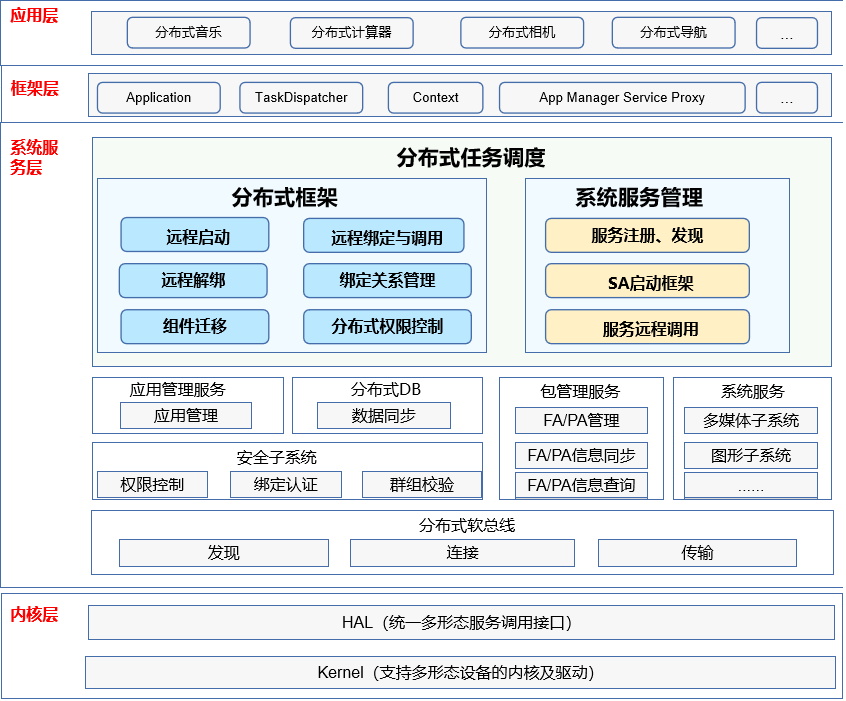 应用层
分布式音乐
分布式计算器
分布式相机
分布式导航
...
框架层
Application
TaskDispatcher
Context
App Manager Service Proxy
...
系统服
务层
分布式任务调度
分布式框架
远程启动
远程绑定与调用
远程解绑
绑定关系管理
组件迁移
分布式权限控制
系统服务管理
服务注册、发现
SA启动框架
服务远程调用
应用管理服务
应用管理
分布式DB
数据同步
包管理服务
FA/PA管理
FA/PA信息同步
FA/PA信息查询
系统服务
多媒体子系统
图形子系统
......
安全子系统
权限控制
绑定认证
群组校验
分布式软总线
发现
连接
传输
内核层
HAL（统一多形态服务调用接口）
Kernel（支持多形态设备的内核及驱动）